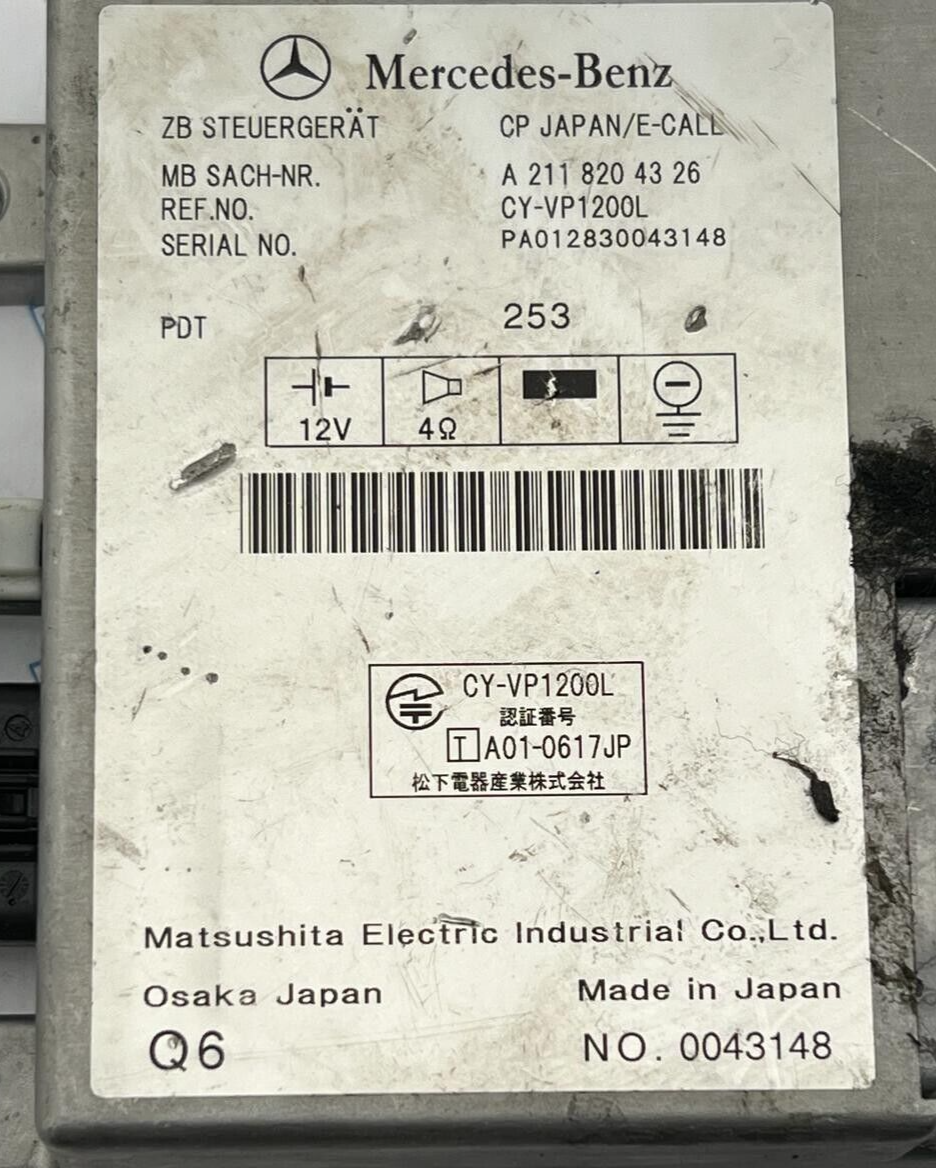 Mercedes-Benz
ZB STEUERGERÄT CP JAPAN/E-CALL
MB SACH-NR. A 211 820 43 26
REF.NO. CY-VP1200L
SERIAL NO. PA012830043148
PDT 253
12V 4Ω
CY-VP1200L
認証番号
T A01-0617JP
松下電器産業株式会社
Matsushita Electric Industrial Co.,Ltd.
Osaka Japan Made in Japan
Q6 NO. 0043148